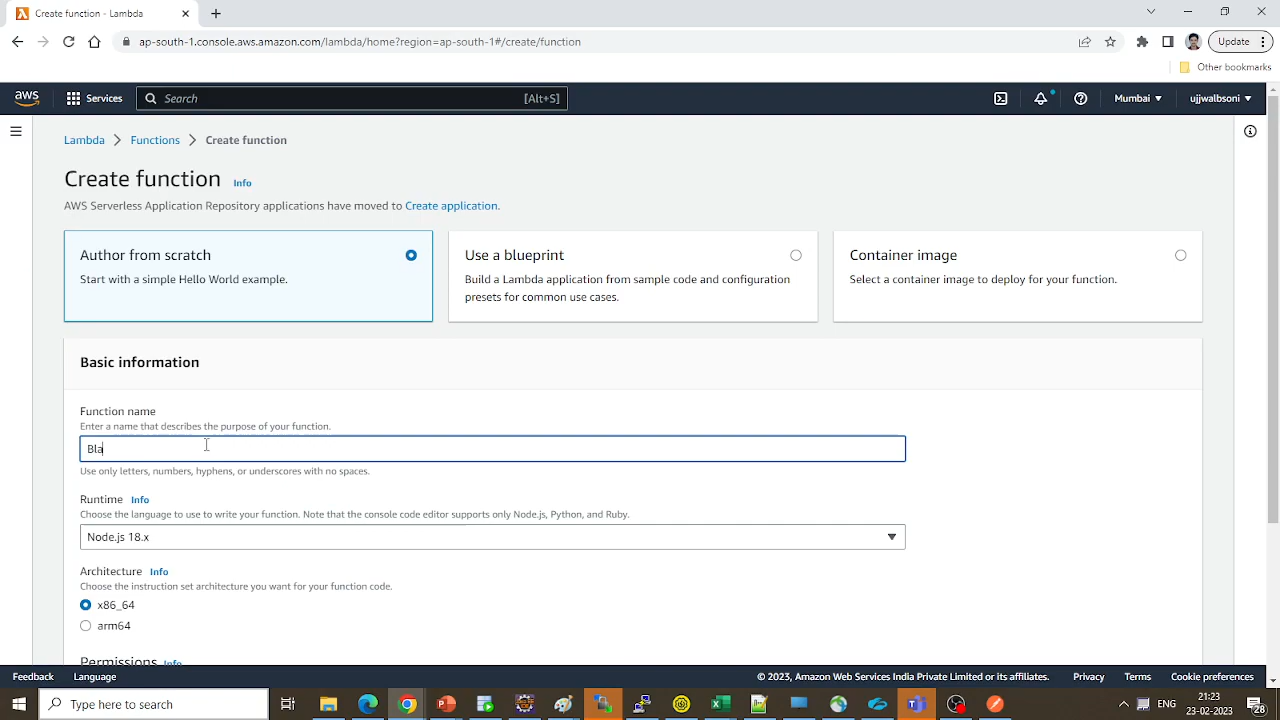 Create function - Lambda
ap-south-1.console.aws.amazon.com/lambda/home?region=ap-south-1#/create/function
Update
Other bookmarks
aws
Services
Search
[Alt+S]
Mumbai
ujjwalbsoni
Lambda
Functions
Create function
Create function Info
AWS Serverless Application Repository applications have moved to Create application.
Author from scratch
Start with a simple Hello World example.
Use a blueprint
Build a Lambda application from sample code and configuration
presets for common use cases.
Container image
Select a container image to deploy for your function.
Basic information
Function name
Enter a name that describes the purpose of your function.
Bla
Use only letters, numbers, hyphens, or underscores with no spaces.
Runtime Info
Choose the language to use to write your function. Note that the console code editor supports only Node.js, Python, and Ruby.
Node.js 18.x
Architecture Info
Choose the instruction set architecture you want for your function code.
x86_64
arm64
Permissions Info
Feedback
Language
© 2023, Amazon Web Services India Private Limited or its affiliates.
Privacy
Terms
Cookie preferences
Type here to search
ENG
21:23
23-02-2023
28